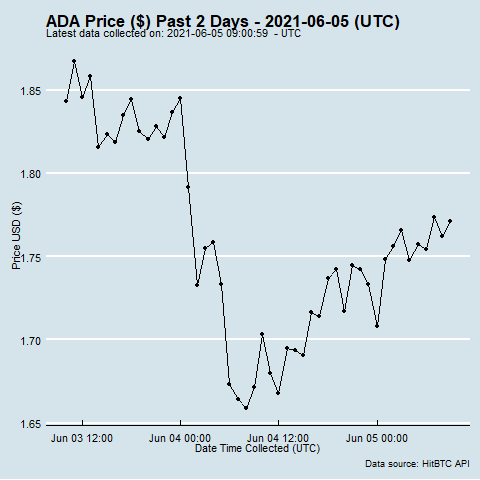 ADA Price ($) Past 2 Days - 2021-06-05 (UTC)
Latest data collected on: 2021-06-05 09:00:59  - UTC
1.85
1.80
1.75
1.70
1.65
Price USD ($)
Jun 03 12:00 Jun 04 00:00 Jun 04 12:00 Jun 05 00:00
Date Time Collected (UTC)
Data source: HitBTC API